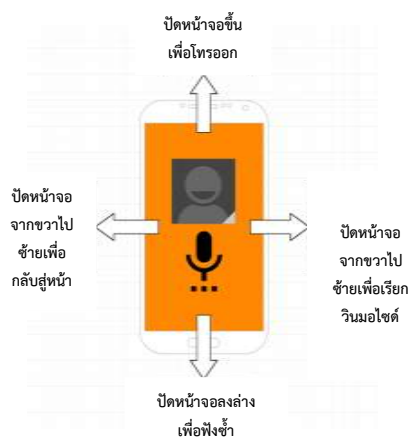 ปัดหน้าจอขึ้น
เพื่อโทรออก
ปัดหน้าจอ
จากขวาไป
ซ้ายเพื่อ
กลับสู่หน้า
ปัดหน้าจอ
จากขวาไป
ซ้ายเพื่อเรียก
วินมอไซด์
ปัดหน้าจอลงล่าง
เพื่อฟังซ้ำ